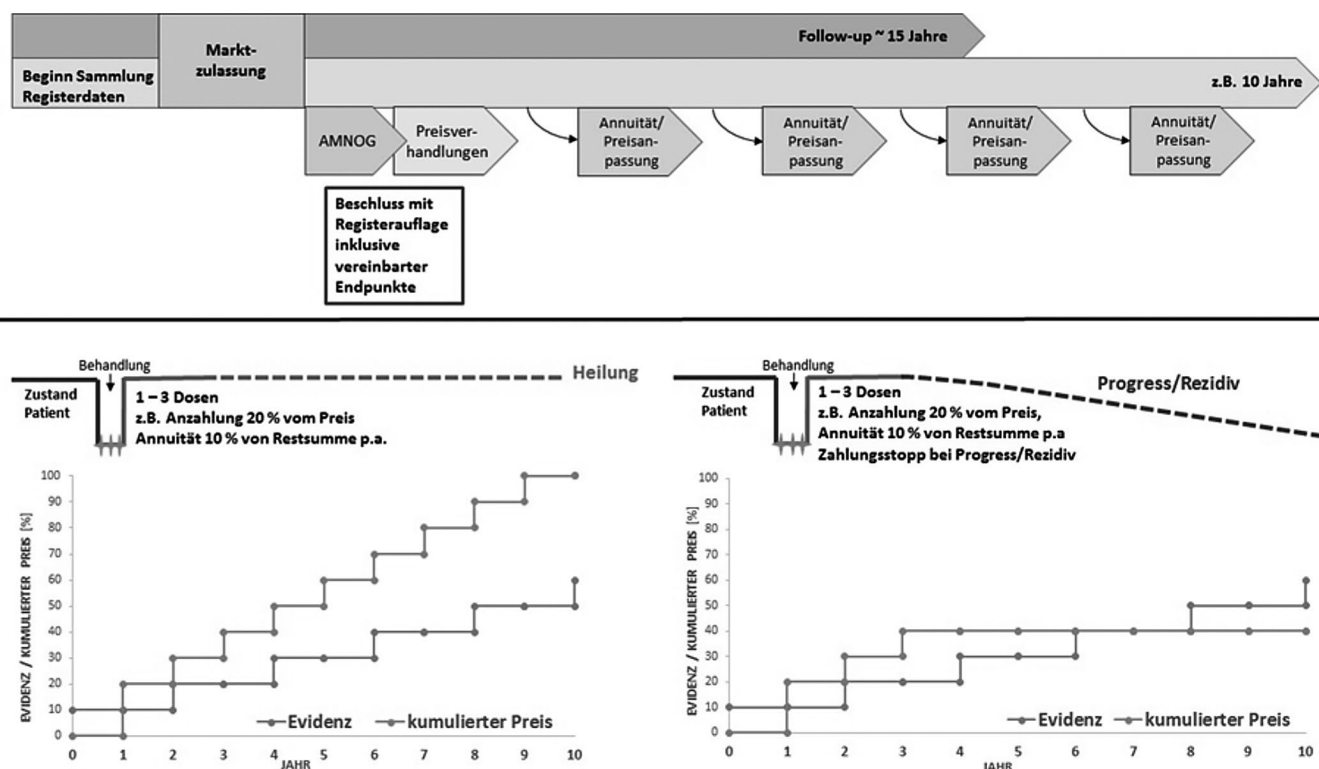 Follow-up ~ 15 Jahre
Markt-
zulassung
Beginn Sammlung
Registerdaten
z.B. 10 Jahre
AMNOG
Preisver-
handlungen
Annuität/
Preisan-
passung
Annuität/
Preisan-
passung
Annuität/
Preisan-
passung
Annuität/
Preisan-
passung
Beschluss mit
Registerauflage
inklusive
vereinbarter
Endpunkte
Behandlung
Zustand
Patient
Heilung
1 – 3 Dosen
z.B. Anzahlung 20 % vom Preis
Annuität 10 % von Restsumme p.a.
EVIDENZ / KUMULIERTER PREIS [%]
100
90
80
70
60
50
40
30
20
10
0
Evidenz
kumulierter Preis
0 1 2 3 4 5 6 7 8 9 10
JAHR
Behandlung
Zustand
Patient
Progress/Rezidiv
1 – 3 Dosen
z.B. Anzahlung 20 % vom Preis,
Annuität 10 % von Restsumme p.a
Zahlungsstopp bei Progress/Rezidiv
EVIDENZ / KUMULIERTER PREIS [%]
100
90
80
70
60
50
40
30
20
10
0
Evidenz
kumulierter Preis
0 1 2 3 4 5 6 7 8 9 10
JAHR